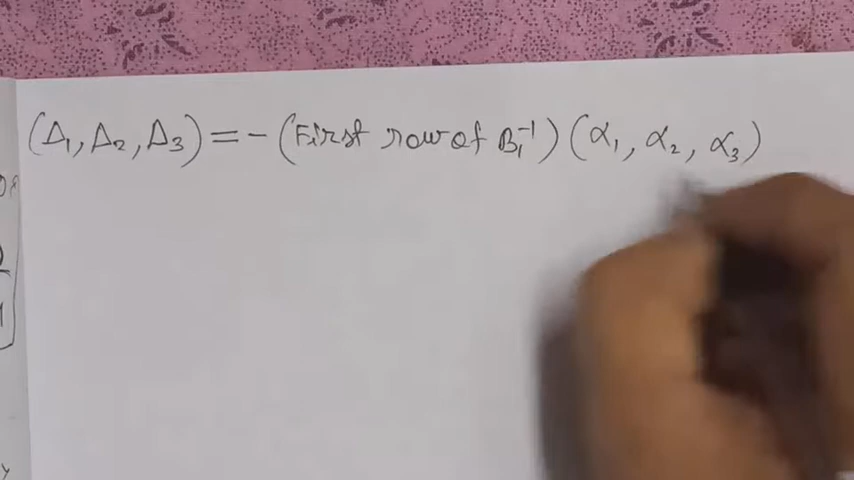 (Δ₁, Δ₂, Δ₃) = - (First row of B₁⁻¹) (α₁, α₂, α₃)